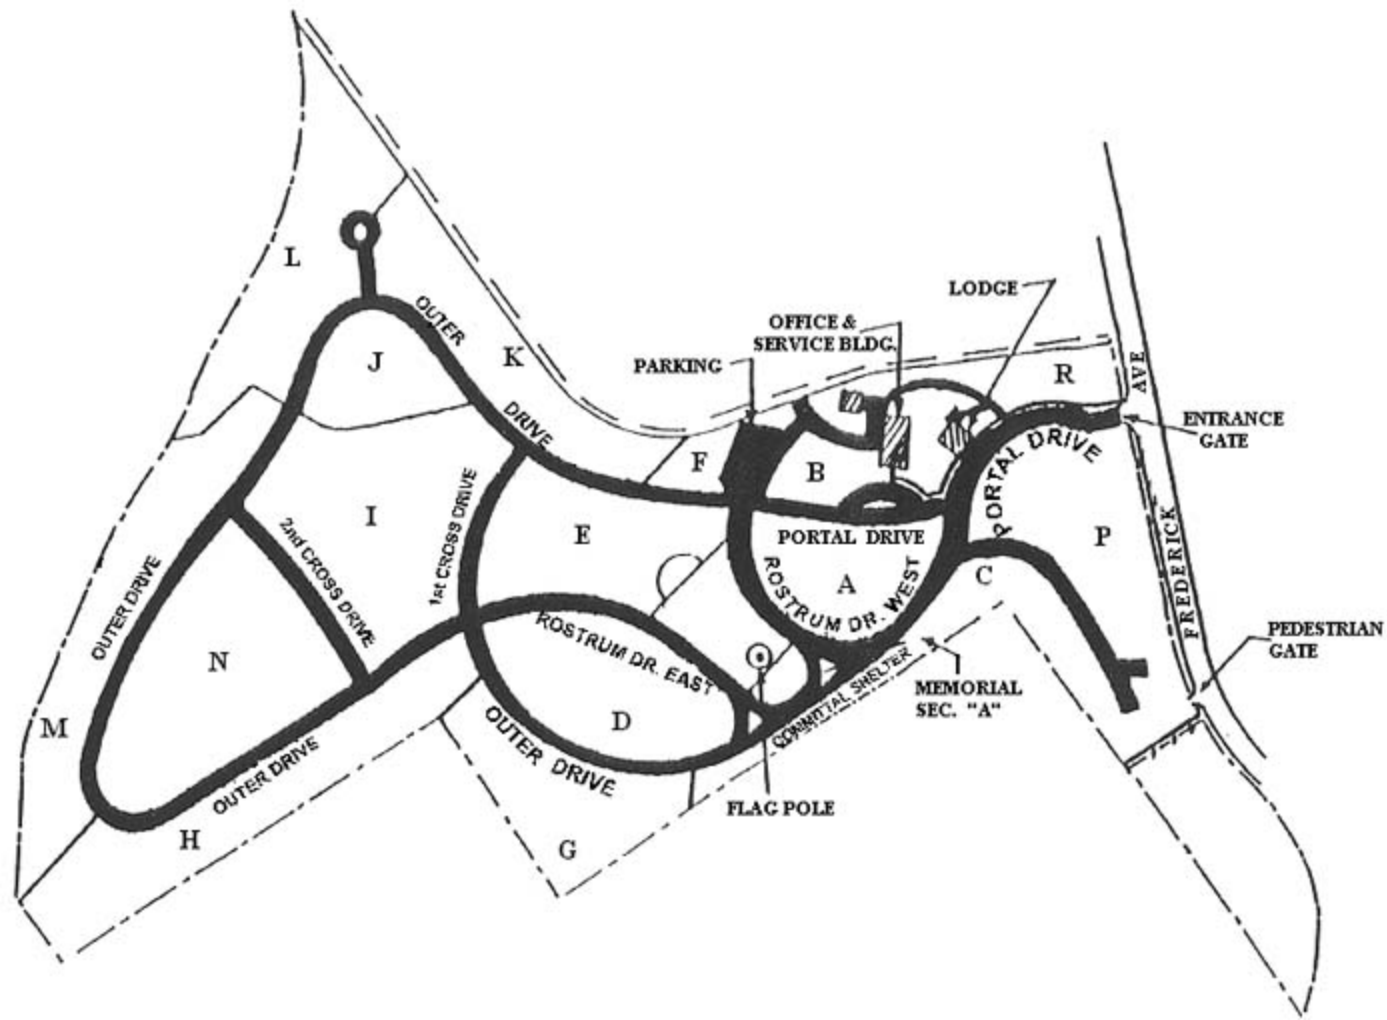 LODGE
OFFICE &
SERVICE BLDG.
PARKING
AVE
R
ENTRANCE
GATE
L
OUTER
K
J
DRIVE
F
B
PORTAL DRIVE
I
E
PORTAL DRIVE
P
1st CROSS DRIVE
2nd CROSS DRIVE
A
C
ROSTRUM DR. WEST
FREDERICK
OUTER DRIVE
PEDESTRIAN
GATE
N
ROSTRUM DR. EAST
COMMITTAL SHELTER
MEMORIAL
SEC. "A"
M
D
OUTER DRIVE
OUTER DRIVE
FLAG POLE
H
G